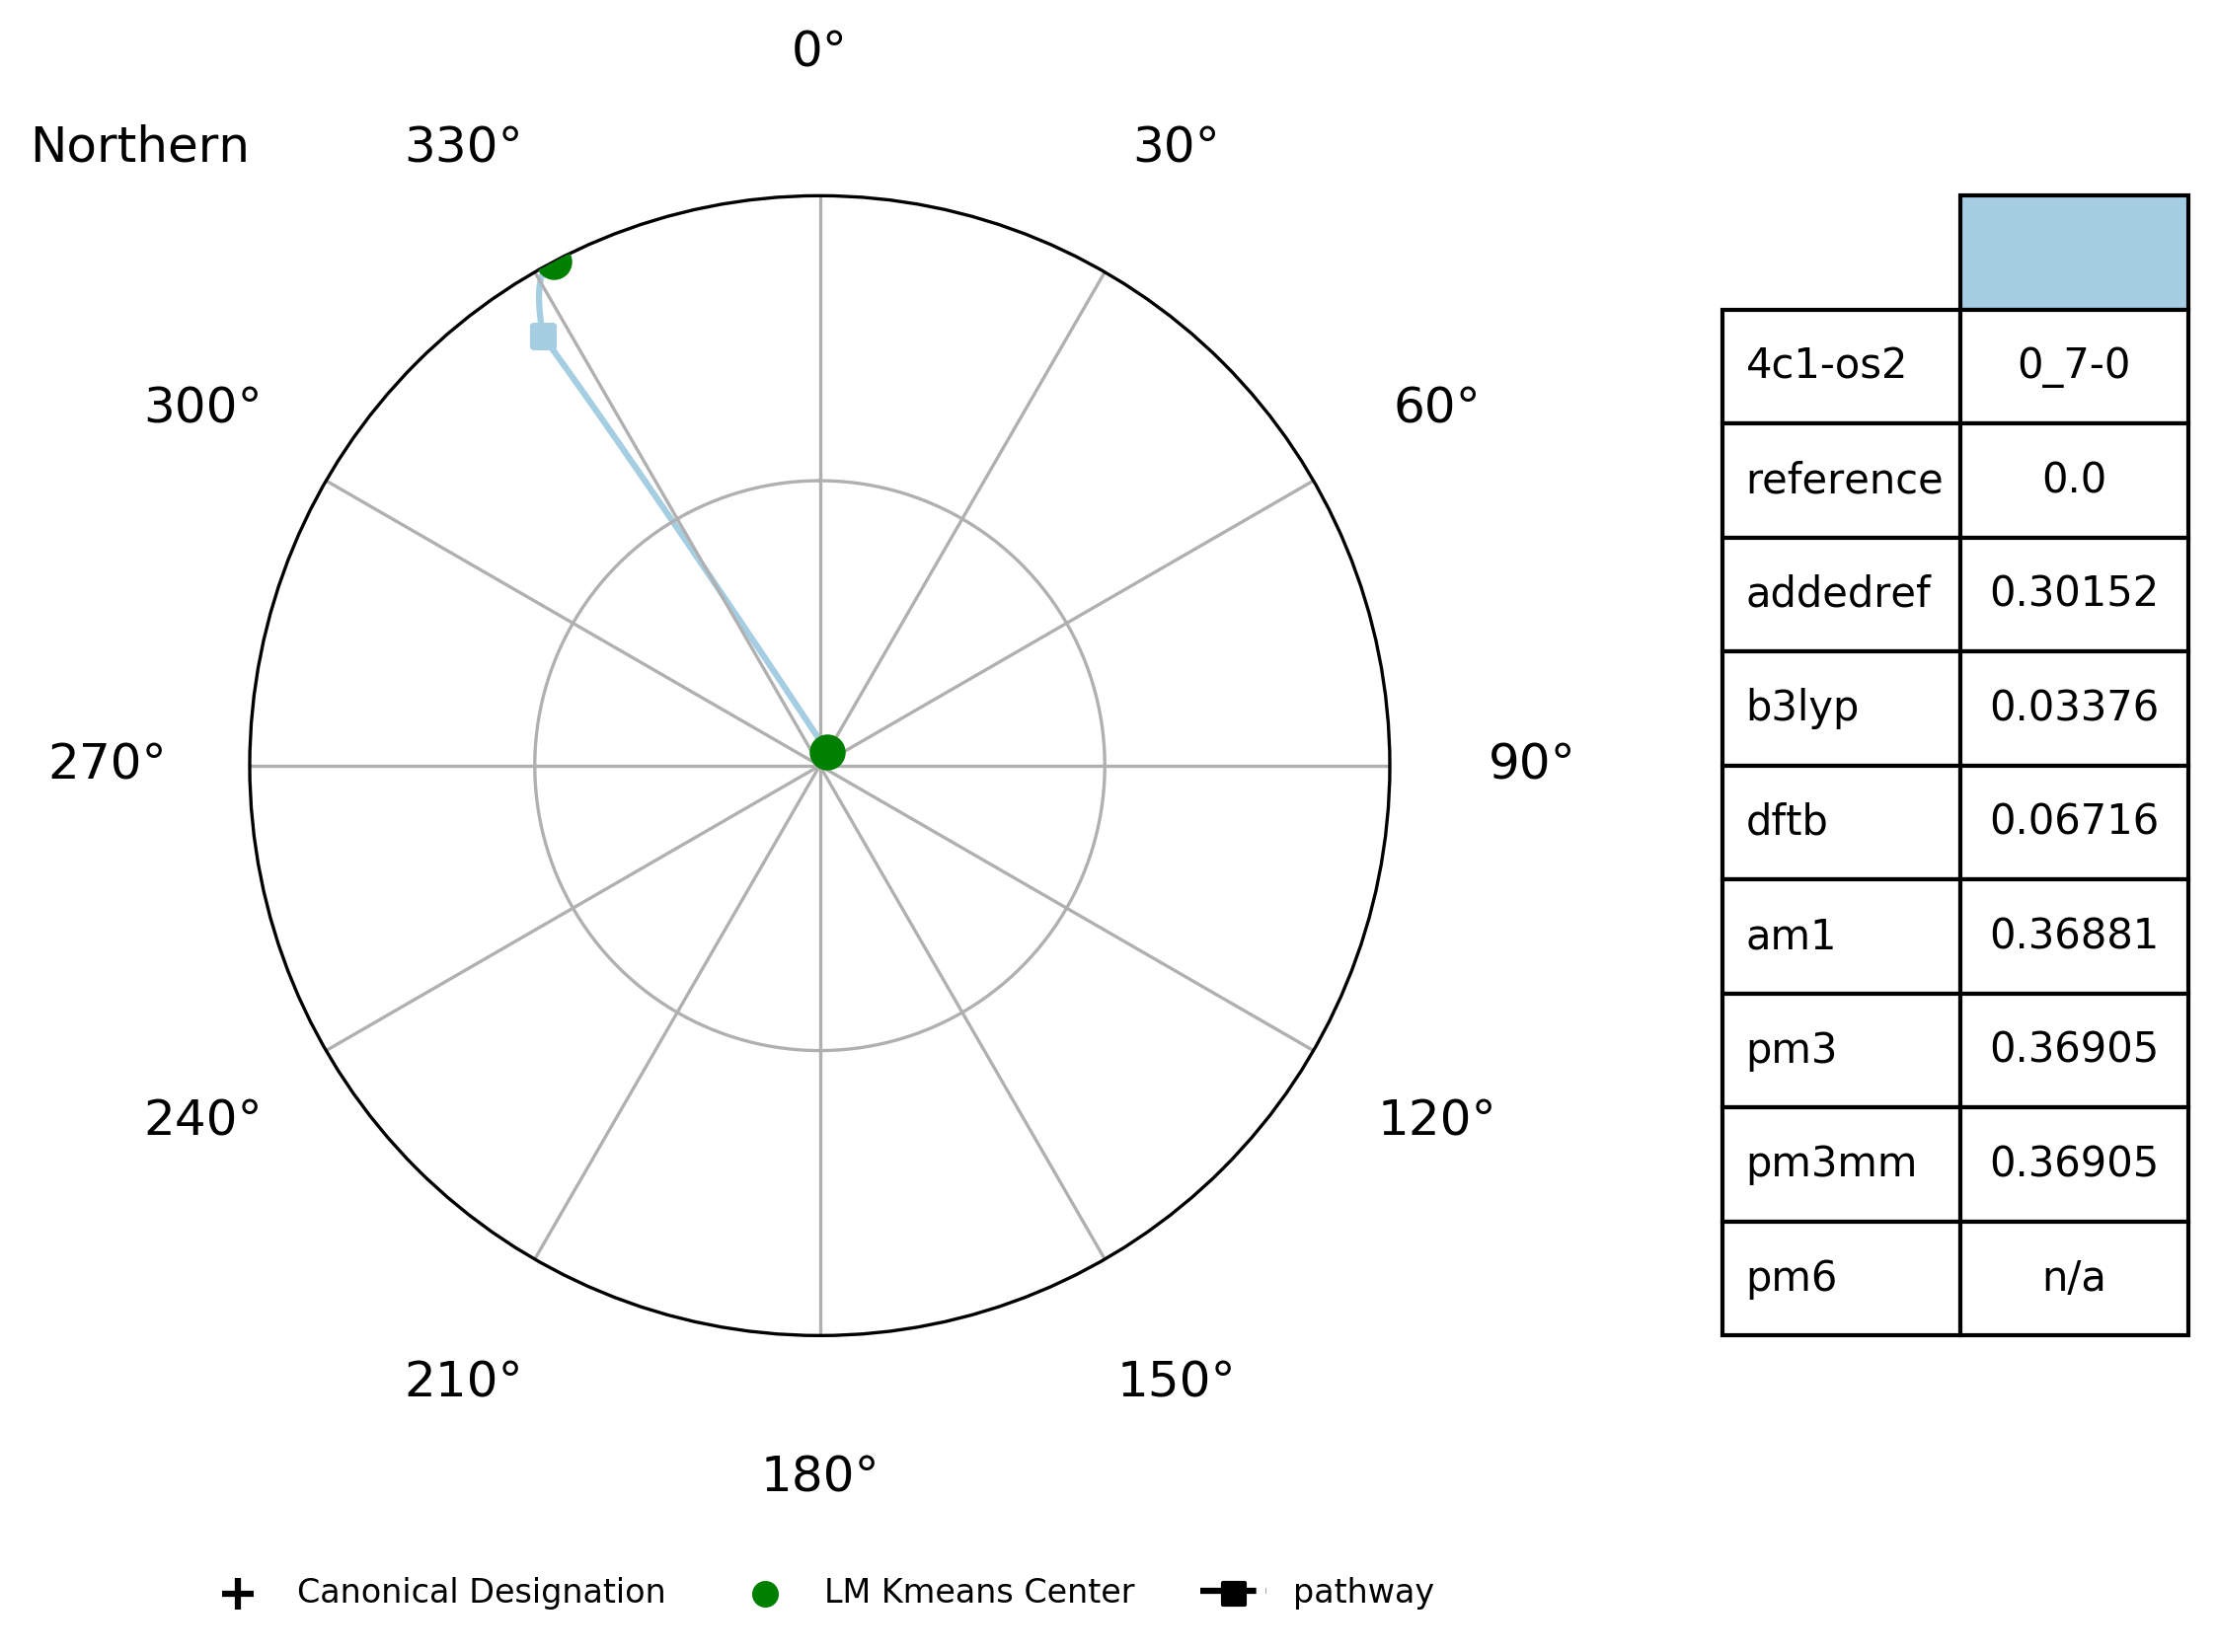 0°
Northern
330°
30°
300°
60°
270°
90°
240°
120°
210°
150°
180°
4c1-os2 0_7-0
reference 0.0
addedref 0.30152
b3lyp 0.03376
dftb 0.06716
am1 0.36881
pm3 0.36905
pm3mm 0.36905
pm6 n/a
Canonical Designation
LM Kmeans Center
pathway